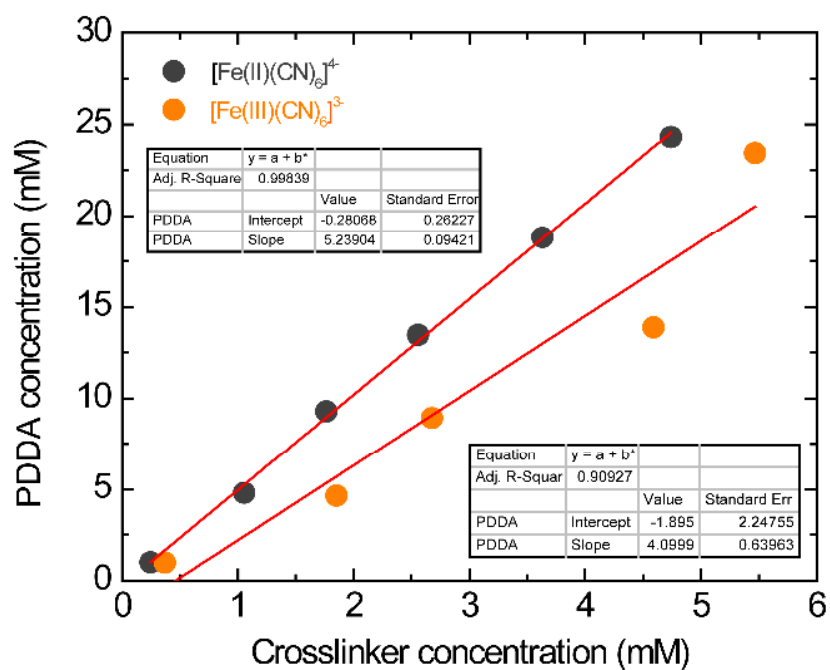 30
25
20
15
10
5
0
PDDA concentration (mM)
[Fe(II)(CN)6]4-
[Fe(III)(CN)6]3-
Equation y = a + b*
Adj. R-Square 0.99839
Value Standard Error
PDDA Intercept -0.28068 0.26227
PDDA Slope 5.23904 0.09421
Equation y = a + b*
Adj. R-Squar 0.90927
Value Standard Err
PDDA Intercept -1.895 2.24755
PDDA Slope 4.0999 0.63963
0 1 2 3 4 5 6
Crosslinker concentration (mM)